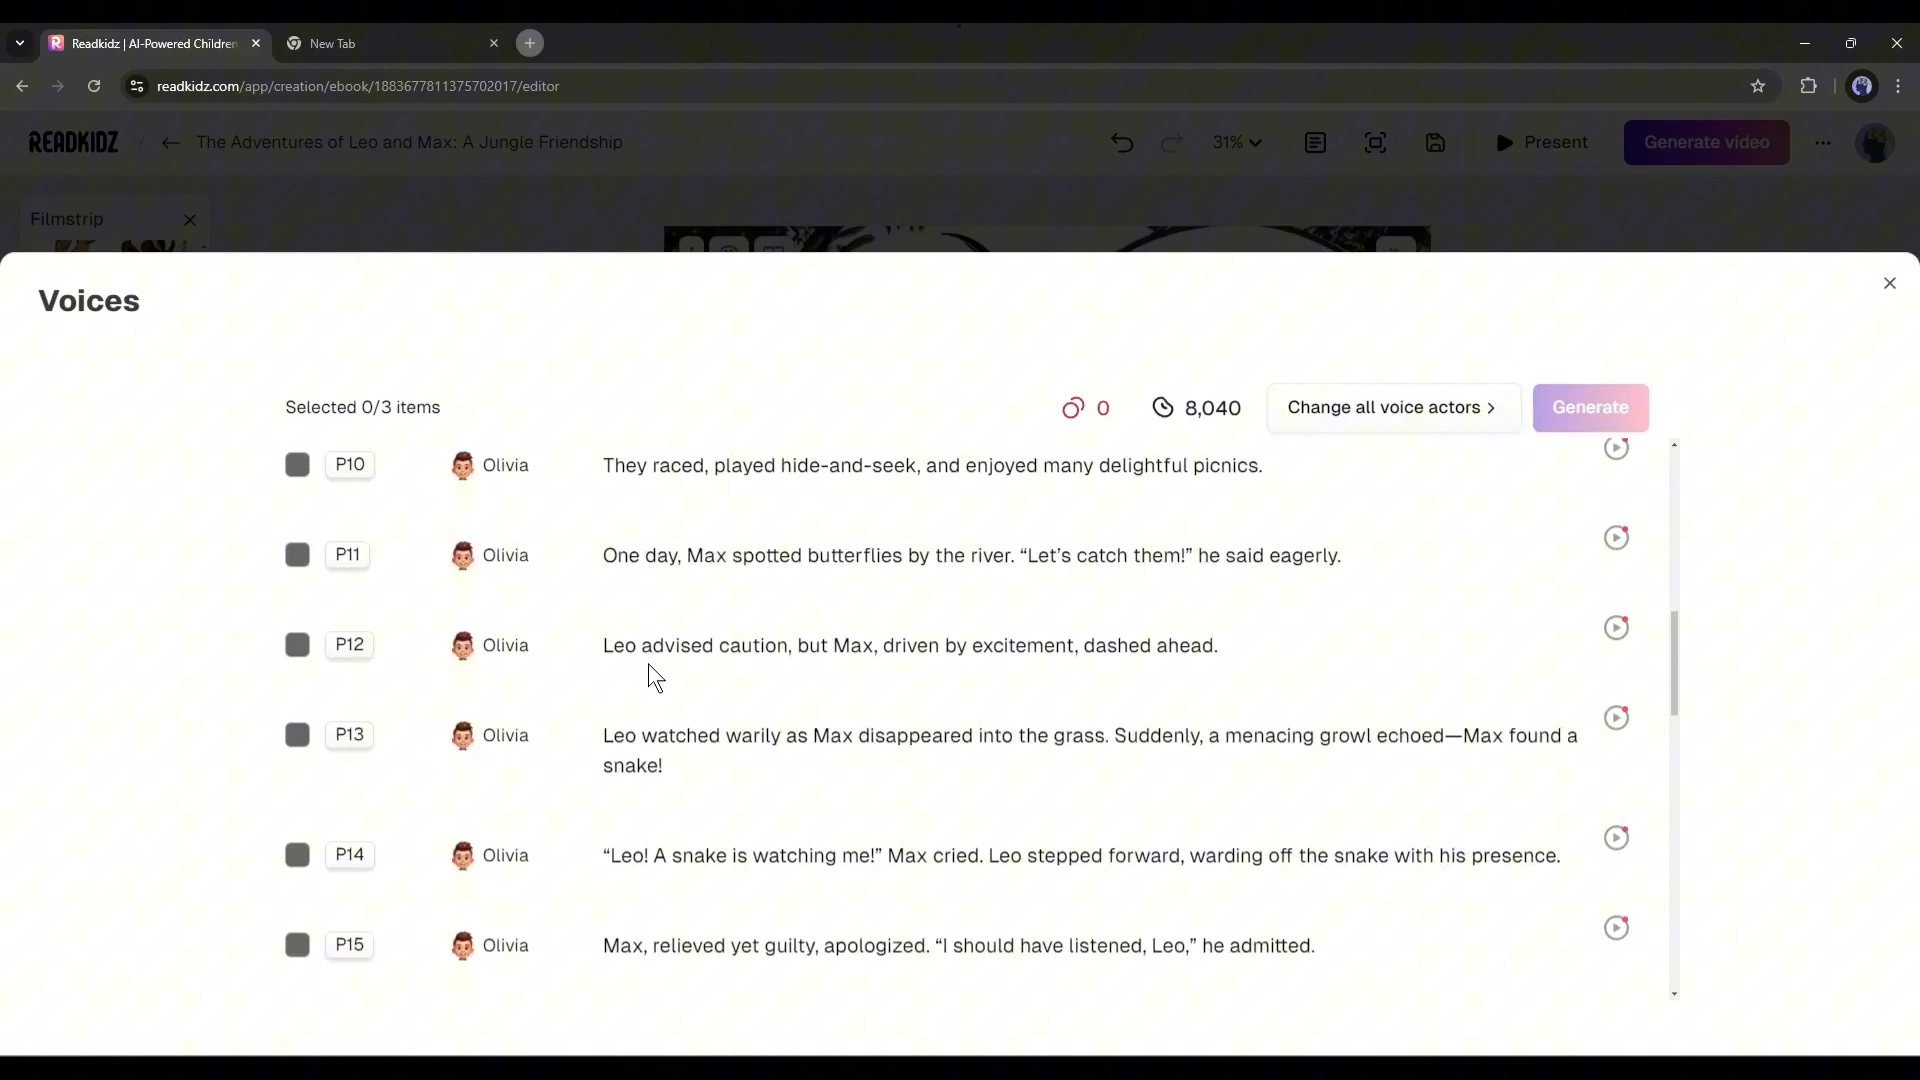 Readkidz | AI-Powered Children
New Tab
readkidz.com/app/creation/ebook/1883677811375702017/editor
READKIDZ / The Adventures of Leo and Max: A Jungle Friendship
31%
Present
Generate video
Filmstrip
Voices
Selected 0/3 items
0
8,040
Change all voice actors
Generate
P10 Olivia They raced, played hide-and-seek, and enjoyed many delightful picnics.
P11 Olivia One day, Max spotted butterflies by the river. “Let’s catch them!” he said eagerly.
P12 Olivia Leo advised caution, but Max, driven by excitement, dashed ahead.
P13 Olivia Leo watched warily as Max disappeared into the grass. Suddenly, a menacing growl echoed—Max found a
snake!
P14 Olivia “Leo! A snake is watching me!” Max cried. Leo stepped forward, warding off the snake with his presence.
P15 Olivia Max, relieved yet guilty, apologized. “I should have listened, Leo,” he admitted.